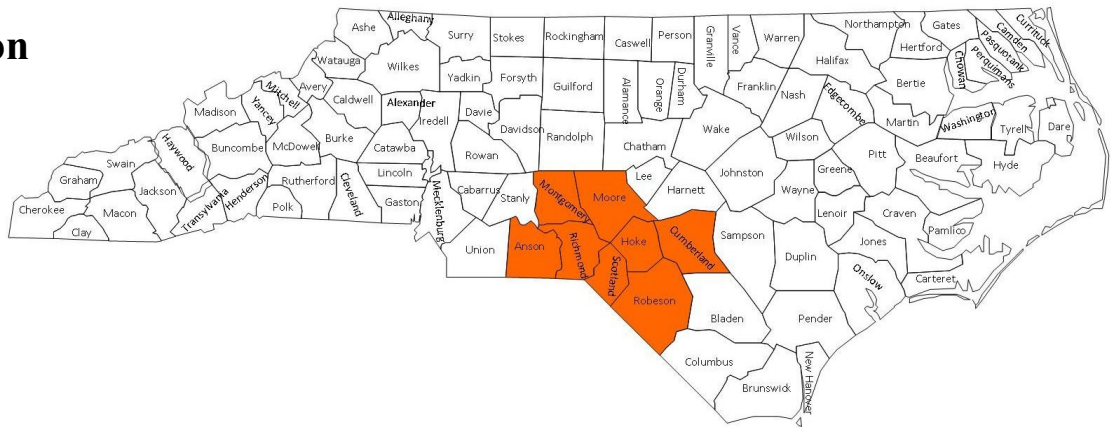 on
Ashe
Alleghany
Surry
Stokes
Rockingham
Caswell
Person
Granville
Vance
Warren
Northampton
Gates
Hertford
Camden
Currituck
Pasquotank
Perquimans
Chowan
Watauga
Wilkes
Yadkin
Forsyth
Guilford
Alamance
Orange
Durham
Franklin
Halifax
Bertie
Nash
Edgecombe
Martin
Washington
Tyrell
Dare
Mitchell
Avery
Caldwell
Alexander
Iredell
Davie
Davidson
Randolph
Chatham
Wake
Wilson
Pitt
Beaufort
Hyde
Madison
Yancey
Burke
Catawba
Rowan
Lee
Johnston
Greene
Haywood
Buncombe
McDowell
Lincoln
Cabarrus
Stanly
Montgomery
Moore
Harnett
Wayne
Lenoir
Craven
Pamlico
Swain
Graham
Jackson
Transylvania
Henderson
Rutherford
Polk
Cleveland
Gaston
Mecklenburg
Union
Anson
Richmond
Scotland
Hoke
Cumberland
Sampson
Duplin
Jones
Onslow
Carteret
Cherokee
Macon
Clay
Robeson
Bladen
Pender
Columbus
Brunswick
New Hanover